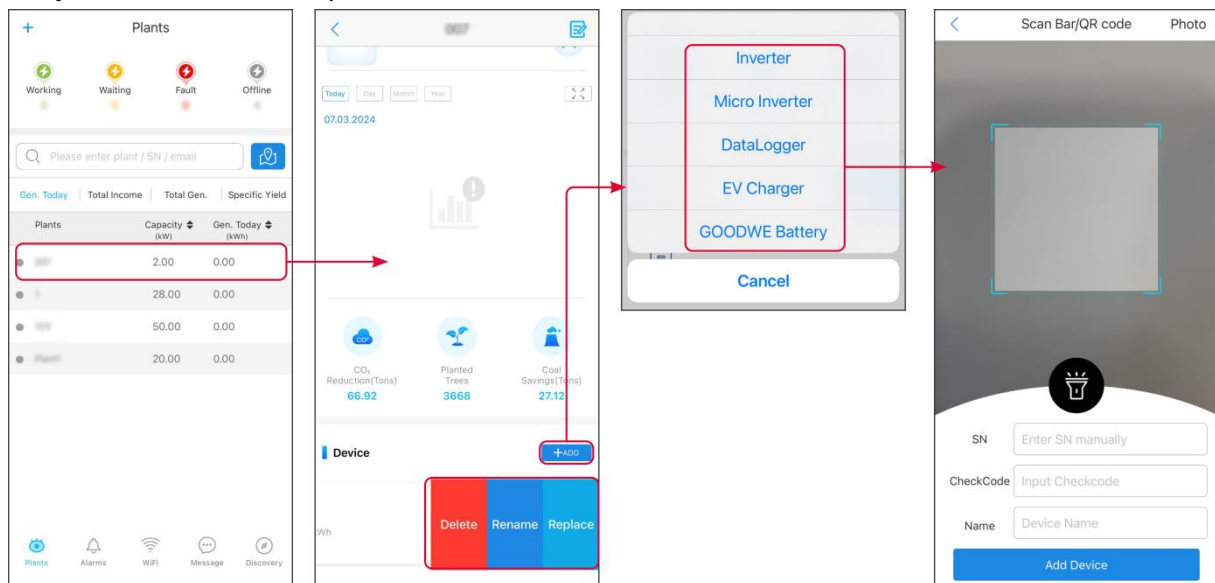 + Plants
Working Waiting Fault Offline
Please enter plant / SN / email
Gen. Today Total Income Total Gen. Specific Yield
Plants Capacity Gen. Today
(kW) (kWh)
2.00 0.00
28.00 0.00
50.00 0.00
20.00 0.00
Plants Alarms WiFi Message Discovery
007
Today Day Month Year
07.03.2024
CO₂
CO₂ Planted Coal
Reduction(Tons) Trees Savings(Tons)
66.92 3668 27.12
Device +ADD
Delete Rename Replace
Inverter
Micro Inverter
DataLogger
EV Charger
GOODWE Battery
Cancel
Scan Bar/QR code Photo
SN Enter SN manually
CheckCode Input Checkcode
Name Device Name
Add Device